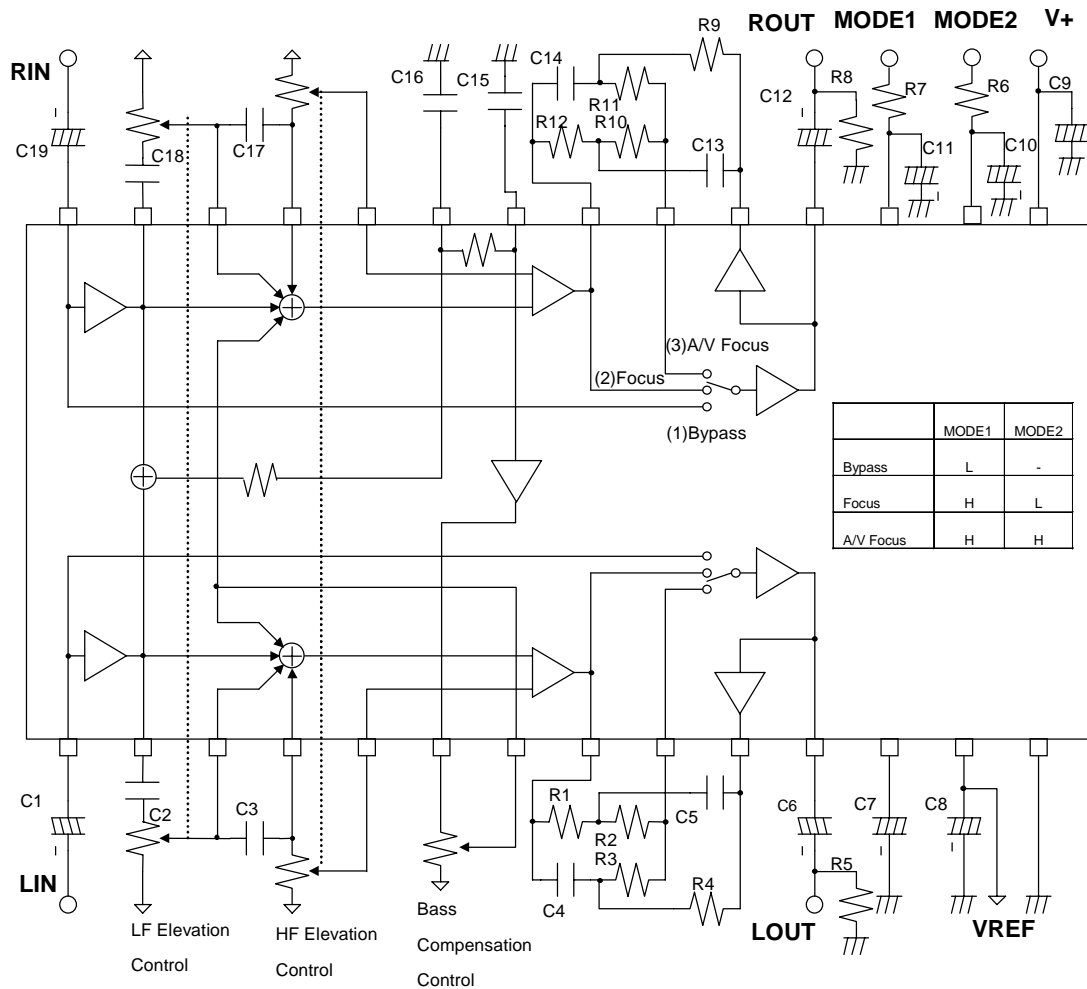 ROUT MODE1 MODE2 V+
RIN
R9
C14
C16 C15
R8 R7 R6 C9
C12
R11
R12 R10
C19 C18 C17
C13
C11 C10
(3)A/V Focus
(2)Focus
(1)Bypass
MODE1 MODE2
Bypass L -
Focus H L
A/V Focus H H
C1
C2 C3
R1
R2
R3
C5
C6 C7 C8
R4
R5
C4
LIN
LOUT
VREF
LF Elevation
Control
HF Elevation
Control
Bass
Compensation
Control